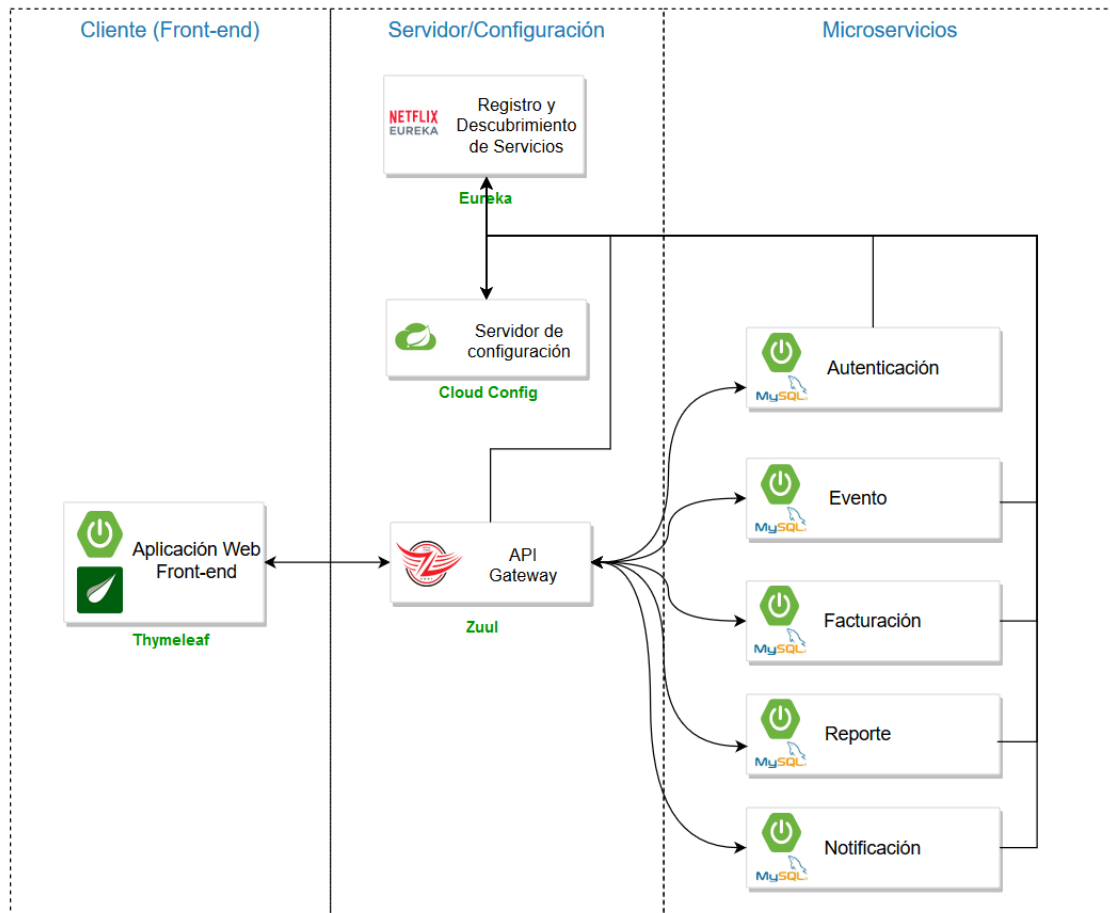 Cliente (Front-end)
Servidor/Configuración
Microservicios
NETFLIX
EUREKA
Registro y
Descubrimiento
de Servicios
Eureka
Servidor de
configuración
Cloud Config
Autenticación
MySQL
Evento
MySQL
Aplicación Web
Front-end
Thymeleaf
API
Gateway
Zuul
Facturación
MySQL
Reporte
MySQL
Notificación
MySQL